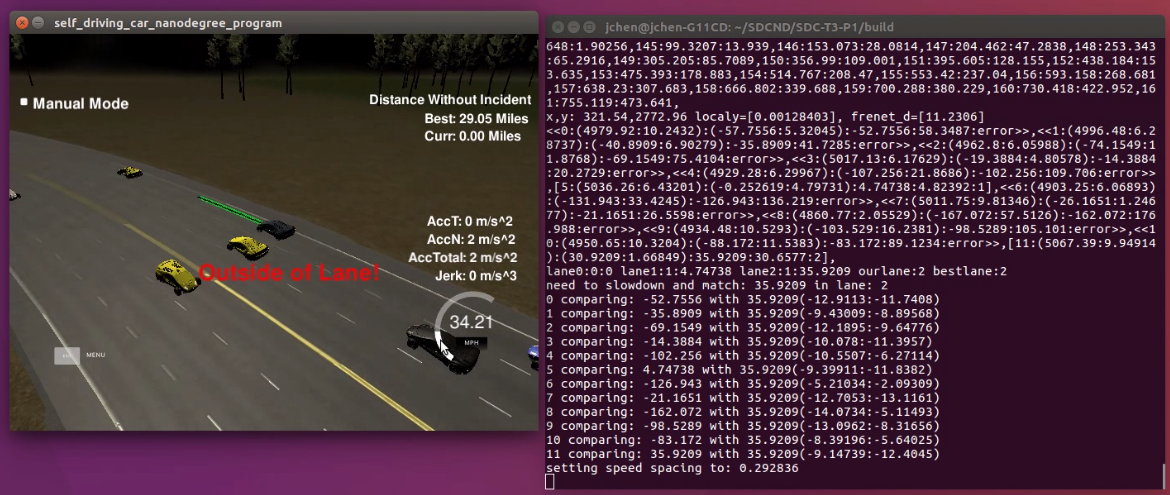 self_driving_car_nanodegree_program
Manual Mode
Distance Without Incident
Best: 29.05 Miles
Curr: 0.00 Miles
AccT: 0 m/s^2
AccN: 2 m/s^2
AccTotal: 2 m/s^2
Jerk: 0 m/s^3
Outside of Lane!
34.21
MPH
MENU
jchen@jchen-G11CD: ~/SDCND/SDC-T3-P1/build
648:1.90256,145:99.3207:13.939,146:153.073:28.0814,147:204.462:47.2838,148:253.343
:65.2916,149:305.205:85.7089,150:356.99:109.001,151:395.605:128.155,152:438.184:15
3.635,153:475.393:178.883,154:514.767:208.47,155:553.42:237.04,156:593.158:268.681
,157:638.23:307.683,158:666.802:339.688,159:700.288:380.229,160:730.418:422.952,16
1:755.119:473.641,
x,y: 321.54,2772.96 localy=[0.00128403], frenet_d=[11.2306]
<<0:(4979.92:10.2432):(-57.7556:5.32045):-52.7556:58.3487:error>>,<<1:(4996.48:6.2
8737):(-40.8909:6.90279):-35.8909:41.7285:error>>,<<2:(4962.8:6.05988):(-74.1549:1
1.8768):-69.1549:75.4104:error>>,<<3:(5017.13:6.17629):(-19.3884:4.80578):-14.3884
:20.2729:error>>,<<4:(4929.28:6.29967):(-107.256:21.8686):-102.256:109.706:error>>
,[5:(5036.26:6.43201):(-0.252619:4.79731):4.74738:4.82392:1],<<6:(4903.25:6.06893)
:(-131.943:33.4245):-126.943:136.219:error>>,<<7:(5011.75:9.81346):(-26.1651:1.246
77):-21.1651:26.5598:error>>,<<8:(4860.77:2.05529):(-167.072:57.5126):-162.072:176
.988:error>>,<<9:(4934.48:10.5293):(-103.529:16.2381):-98.5289:105.101:error>>,<<1
0:(4950.65:10.3204):(-88.172:11.5383):-83.172:89.1234:error>>,[11:(5067.39:9.94914
):(30.9209:1.66849):35.9209:30.6577:2],
lane0:0:0 lane1:1:4.74738 lane2:1:35.9209 ourlane:2 bestlane:2
need to slowdown and match: 35.9209 in lane: 2
0 comparing: -52.7556 with 35.9209(-12.9113:-11.7408)
1 comparing: -35.8909 with 35.9209(-9.43009:-8.89568)
2 comparing: -69.1549 with 35.9209(-12.1895:-9.64776)
3 comparing: -14.3884 with 35.9209(-10.078:-11.3957)
4 comparing: -102.256 with 35.9209(-10.5507:-6.27114)
5 comparing: 4.74738 with 35.9209(-9.39911:-11.8382)
6 comparing: -126.943 with 35.9209(-5.21034:-2.09309)
7 comparing: -21.1651 with 35.9209(-12.7053:-13.1161)
8 comparing: -162.072 with 35.9209(-14.0734:-5.11493)
9 comparing: -98.5289 with 35.9209(-13.0962:-8.31656)
10 comparing: -83.172 with 35.9209(-8.39196:-5.64025)
11 comparing: 35.9209 with 35.9209(-9.14739:-12.4045)
setting speed spacing to: 0.292836